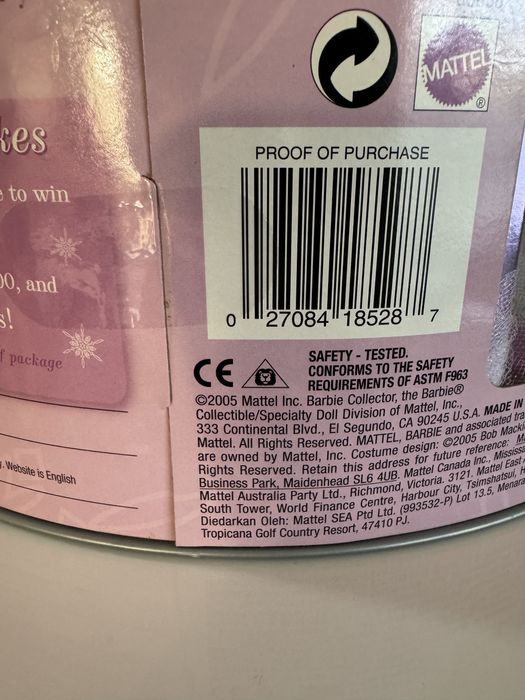 kes
e to win
00, and
s!
f package
y. Website is English
MATTEL
®
PROOF OF PURCHASE
0 27084 18528 7
CE
SAFETY - TESTED.
CONFORMS TO THE SAFETY
REQUIREMENTS OF ASTM F963
©2005 Mattel Inc. Barbie Collector, the Barbie®
Collectible/Specialty Doll Division of Mattel, Inc.,
333 Continental Blvd., El Segundo, CA 90245 U.S.A. MADE IN
Mattel. All Rights Reserved. MATTEL, BARBIE and associated tra
are owned by Mattel, Inc. Costume design: ©2005 Bob Macki
Rights Reserved. Retain this address for future reference: M
Business Park, Maidenhead SL6 4UB. Mattel Canada Inc., Mississ
Mattel Australia Party Ltd., Richmond, Victoria. 3121. Mattel East A
South Tower, World Finance Centre, Harbour City, Tsimshatsui, H
Diedarkan Oleh: Mattel SEA Ptd Ltd. (993532-P) Lot 13.5, Menara
Tropicana Golf Country Resort, 47410 PJ.